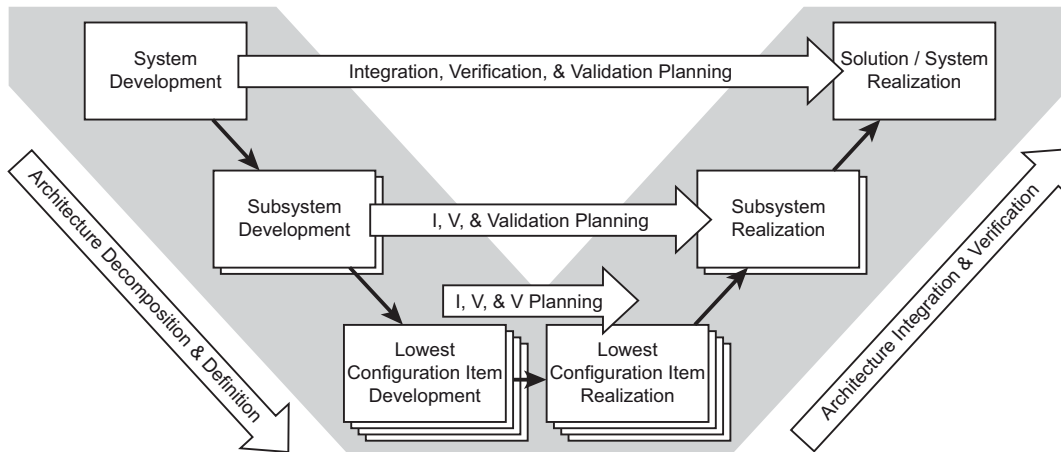 System
Development
Integration, Verification, & Validation Planning
Solution / System
Realization
Architecture Decomposition & Definition
Subsystem
Development
I, V, & Validation Planning
Subsystem
Realization
Architecture Integration & Verification
I, V, & V Planning
Lowest
Configuration Item
Development
Lowest
Configuration Item
Realization